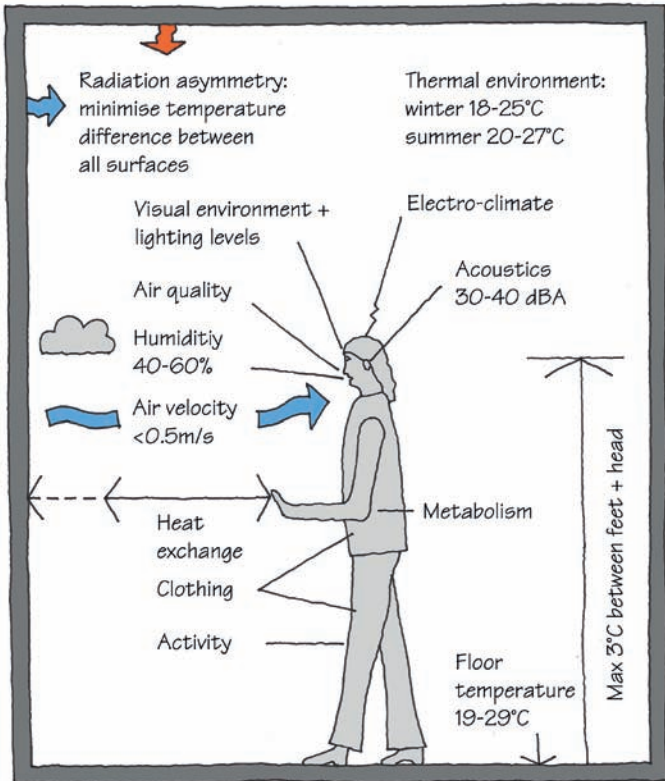 Radiation asymmetry:
minimise temperature
difference between
all surfaces
Thermal environment:
winter 18-25°C
summer 20-27°C
Visual environment +
lighting levels
Electro-climate
Air quality
Acoustics
30-40 dBA
Humiditiy
40-60%
Air velocity
<0.5m/s
Heat
exchange
Metabolism
Clothing
Activity
Floor
temperature
19-29°C
Max 3°C between feet + head